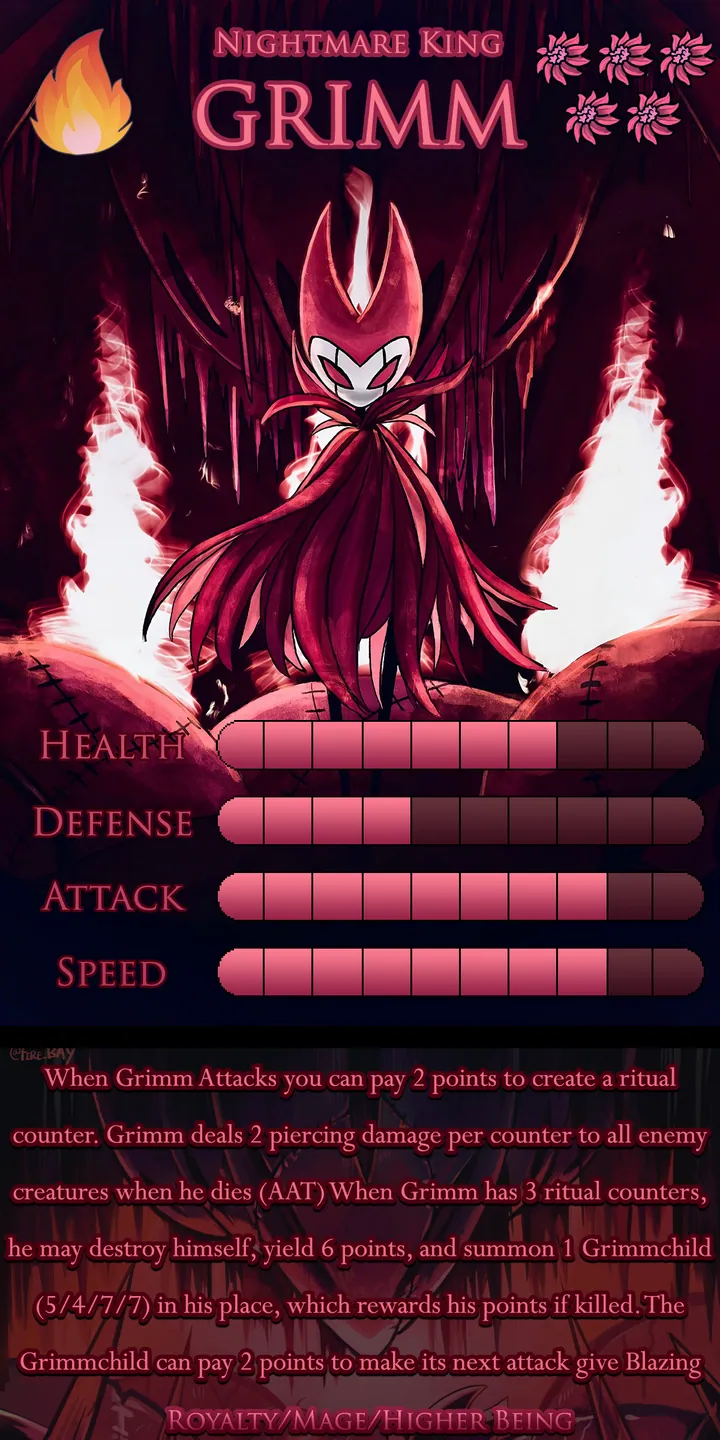 Nightmare King
GRIMM
Health
Defense
Attack
Speed
@FIRE_BAY
When Grimm Attacks you can pay 2 points to create a ritual
counter. Grimm deals 2 piercing damage per counter to all enemy
creatures when he dies (AAT) When Grimm has 3 ritual counters,
he may destroy himself, yield 6 points, and summon 1 Grimmchild
(5/4/7/7) in his place, which rewards his points if killed. The
Grimmchild can pay 2 points to make its next attack give Blazing
Royalty/Mage/Higher Being